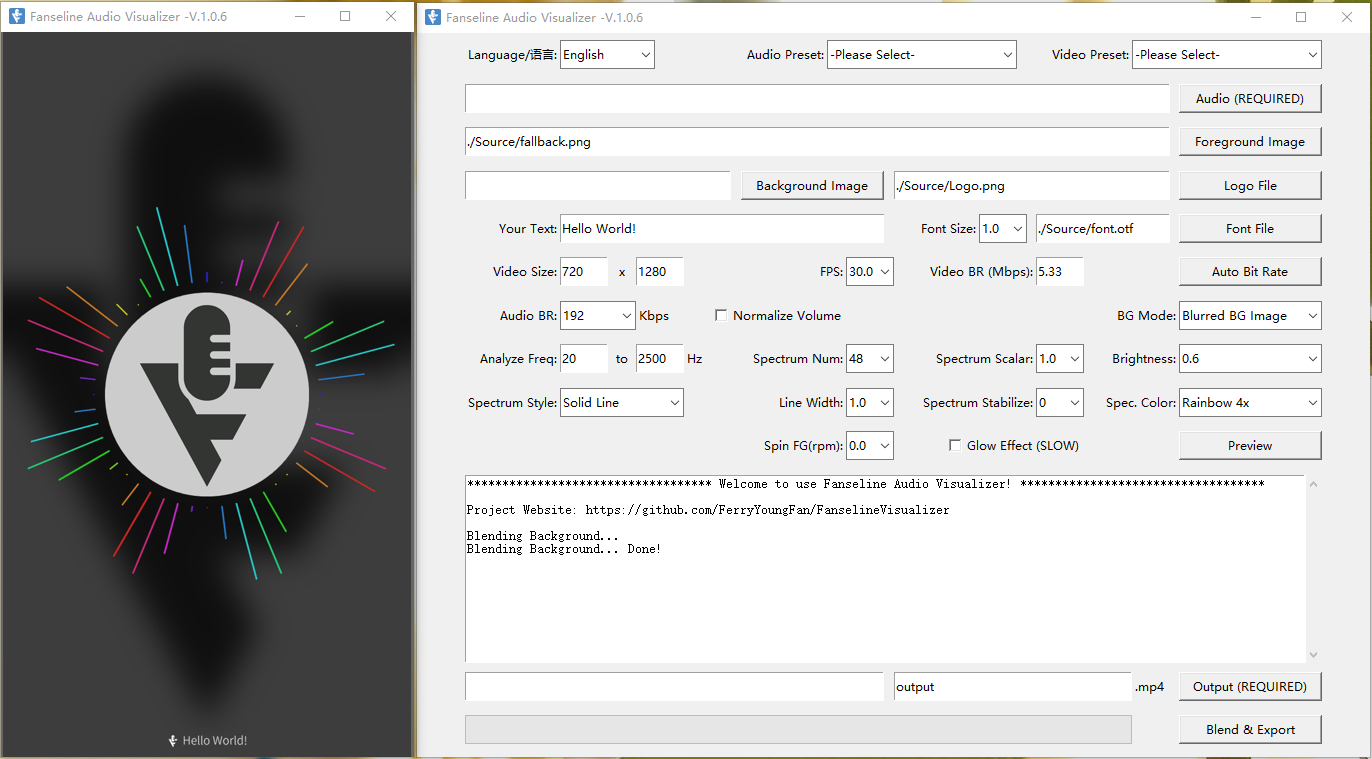 Fanseline Audio Visualizer -V.1.0.6
Hello World!
Fanseline Audio Visualizer -V.1.0.6
Language/语言: English Audio Preset: -Please Select- Video Preset: -Please Select-
Audio (REQUIRED)
./Source/fallback.png Foreground Image
Background Image ./Source/Logo.png Logo File
Your Text: Hello World! Font Size: 1.0 ./Source/font.otf Font File
Video Size: 720 x 1280 FPS: 30.0 Video BR (Mbps): 5.33 Auto Bit Rate
Audio BR: 192 Kbps Normalize Volume BG Mode: Blurred BG Image
Analyze Freq: 20 to 2500 Hz Spectrum Num: 48 Spectrum Scalar: 1.0 Brightness: 0.6
Spectrum Style: Solid Line Line Width: 1.0 Spectrum Stabilize: 0 Spec. Color: Rainbow 4x
Spin FG(rpm): 0.0 Glow Effect (SLOW) Preview
*********************************** Welcome to use Fanseline Audio Visualizer! ***********************************
Project Website: https://github.com/FerryYoungFan/FanselineVisualizer
Blending Background...
Blending Background... Done!
output .mp4 Output (REQUIRED)
Blend & Export